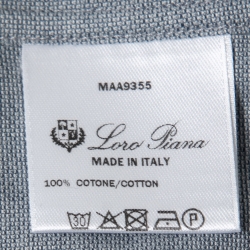 MAA9355
Loro Piana
MADE IN ITALY
100% COTONE/COTTON
30 P